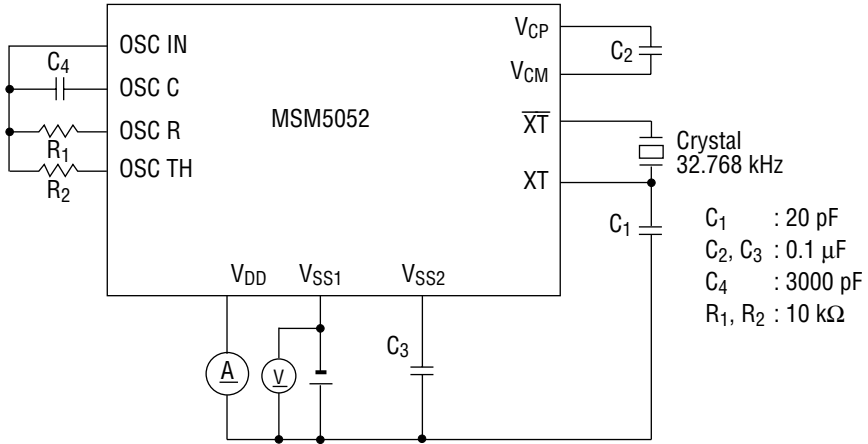 OSC IN
C4
OSC C
OSC R
R1
OSC TH
R2
MSM5052
VCP
C2
VCM
X̅T̅
Crystal
32.768 kHz
XT
C1
C1 : 20 pF
C2, C3 : 0.1 μF
C4 : 3000 pF
R1, R2 : 10 kΩ
VDD
VSS1
VSS2
C3
A
V